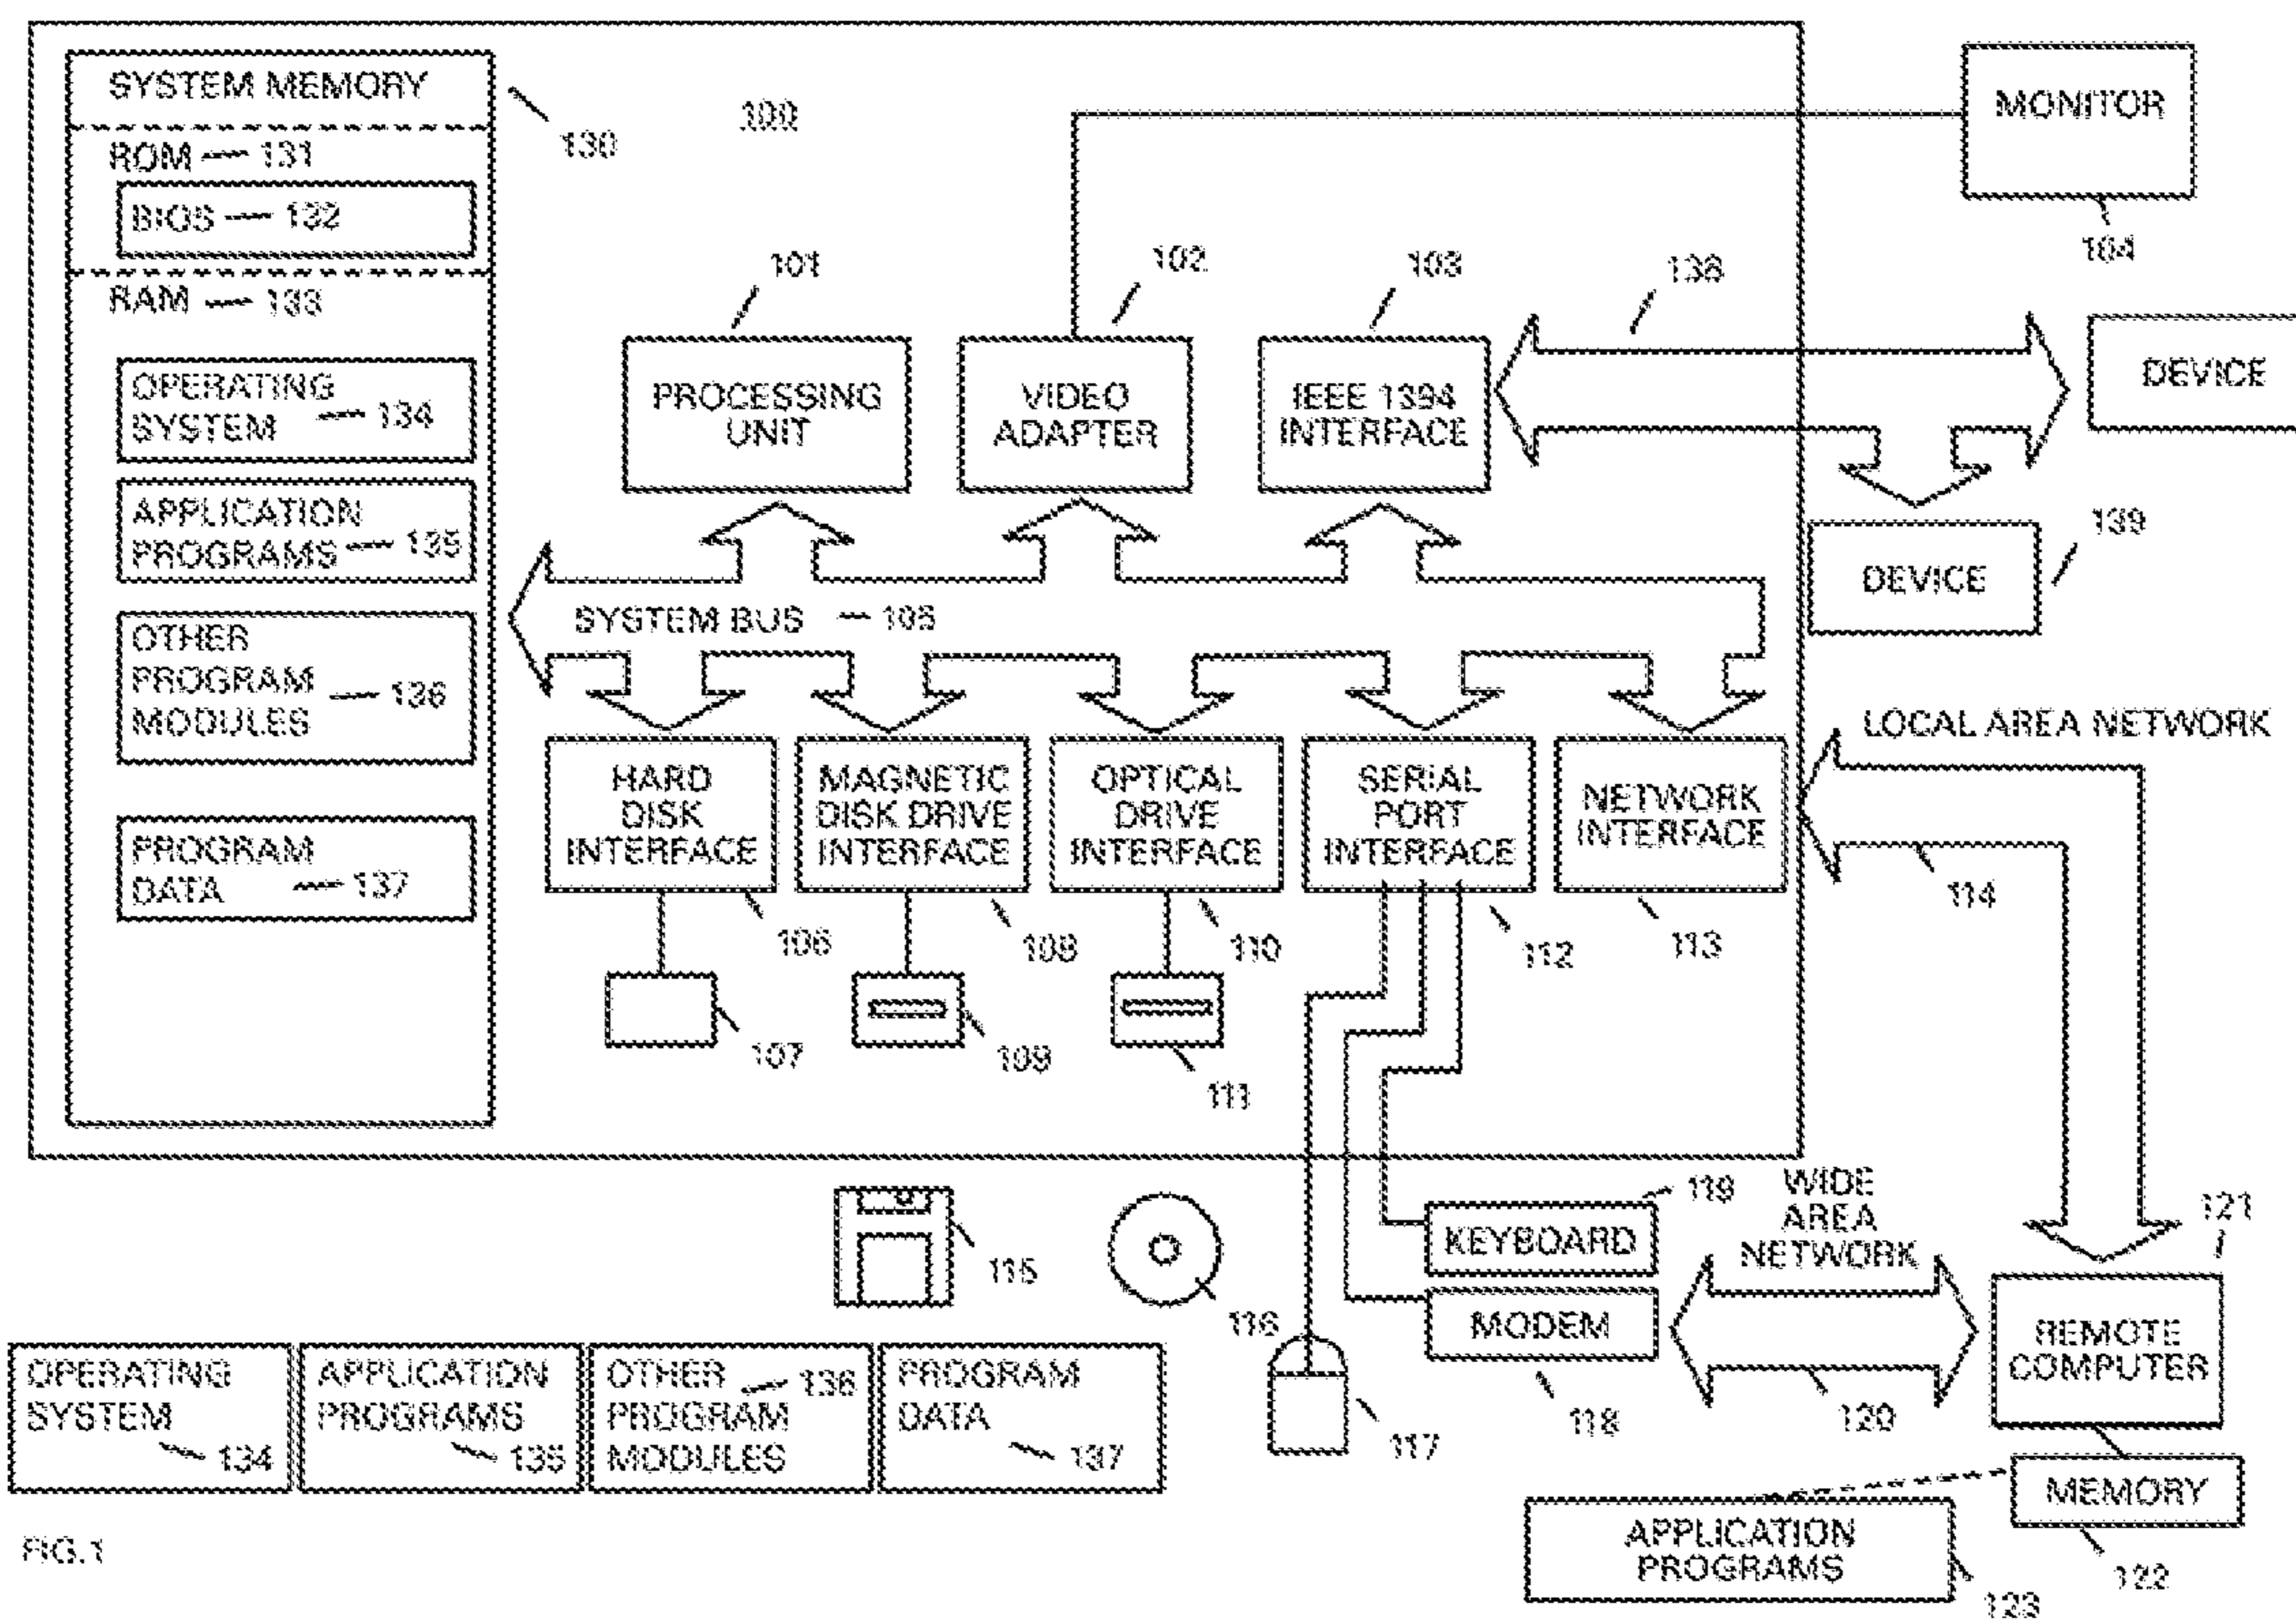 SYSTEM MEMORY
130
100
ROM 131
BIOS 132
RAM 133
OPERATING
SYSTEM 134
APPLICATION
PROGRAMS 135
OTHER
PROGRAM
MODULES 136
PROGRAM
DATA 137
MONITOR
104
101
102
103
138
PROCESSING
UNIT
VIDEO
ADAPTER
IEEE 1394
INTERFACE
DEVICE
139
DEVICE
SYSTEM BUS 105
LOCAL AREA NETWORK
HARD
DISK
INTERFACE
MAGNETIC
DISK DRIVE
INTERFACE
OPTICAL
DRIVE
INTERFACE
SERIAL
PORT
INTERFACE
NETWORK
INTERFACE
114
106
108
110
112
113
107
109
111
115
116
119
KEYBOARD
WIDE
AREA
NETWORK
121
MODEM
REMOTE
COMPUTER
117
118
120
OPERATING
SYSTEM
134
APPLICATION
PROGRAMS
135
OTHER
136
PROGRAM
MODULES
PROGRAM
DATA
137
MEMORY
122
APPLICATION
PROGRAMS
123
FIG.1